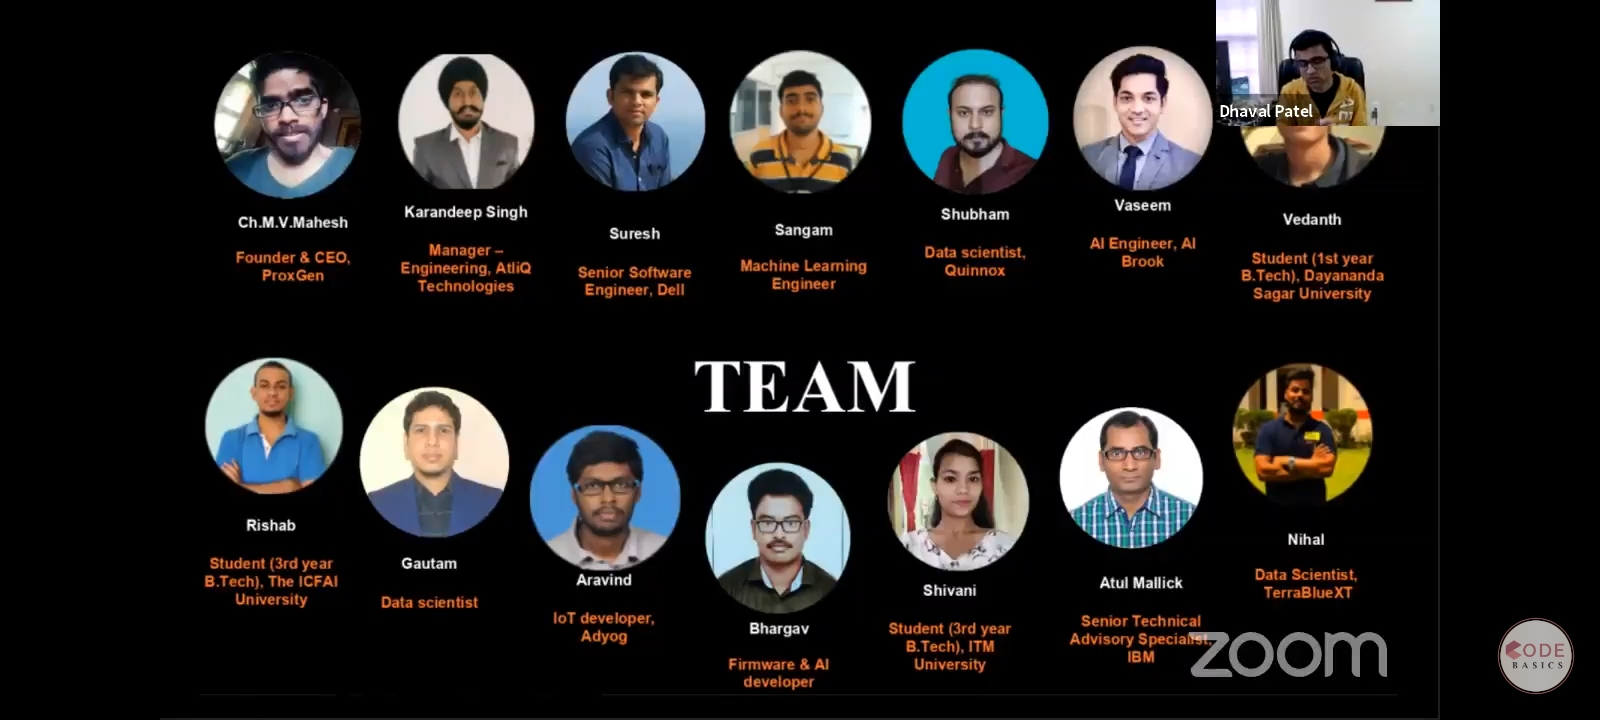 Dhaval Patel
Ch.M.V.Mahesh
Founder & CEO,
ProxGen
Karandeep Singh
Manager –
Engineering, AtliQ
Technologies
Suresh
Senior Software
Engineer, Dell
Sangam
Machine Learning
Engineer
Shubham
Data scientist,
Quinnox
Vaseem
AI Engineer, AI
Brook
Vedanth
Student (1st year
B.Tech), Dayananda
Sagar University
TEAM
Rishab
Student (3rd year
B.Tech), The ICFAI
University
Gautam
Data scientist
Aravind
IoT developer,
Adyog
Bhargav
Firmware & AI
developer
Shivani
Student (3rd year
B.Tech), ITM
University
Atul Mallick
Senior Technical
Advisory Specialist,
IBM
Nihal
Data Scientist,
TerraBlueXT
zoom
CODE
BASICS